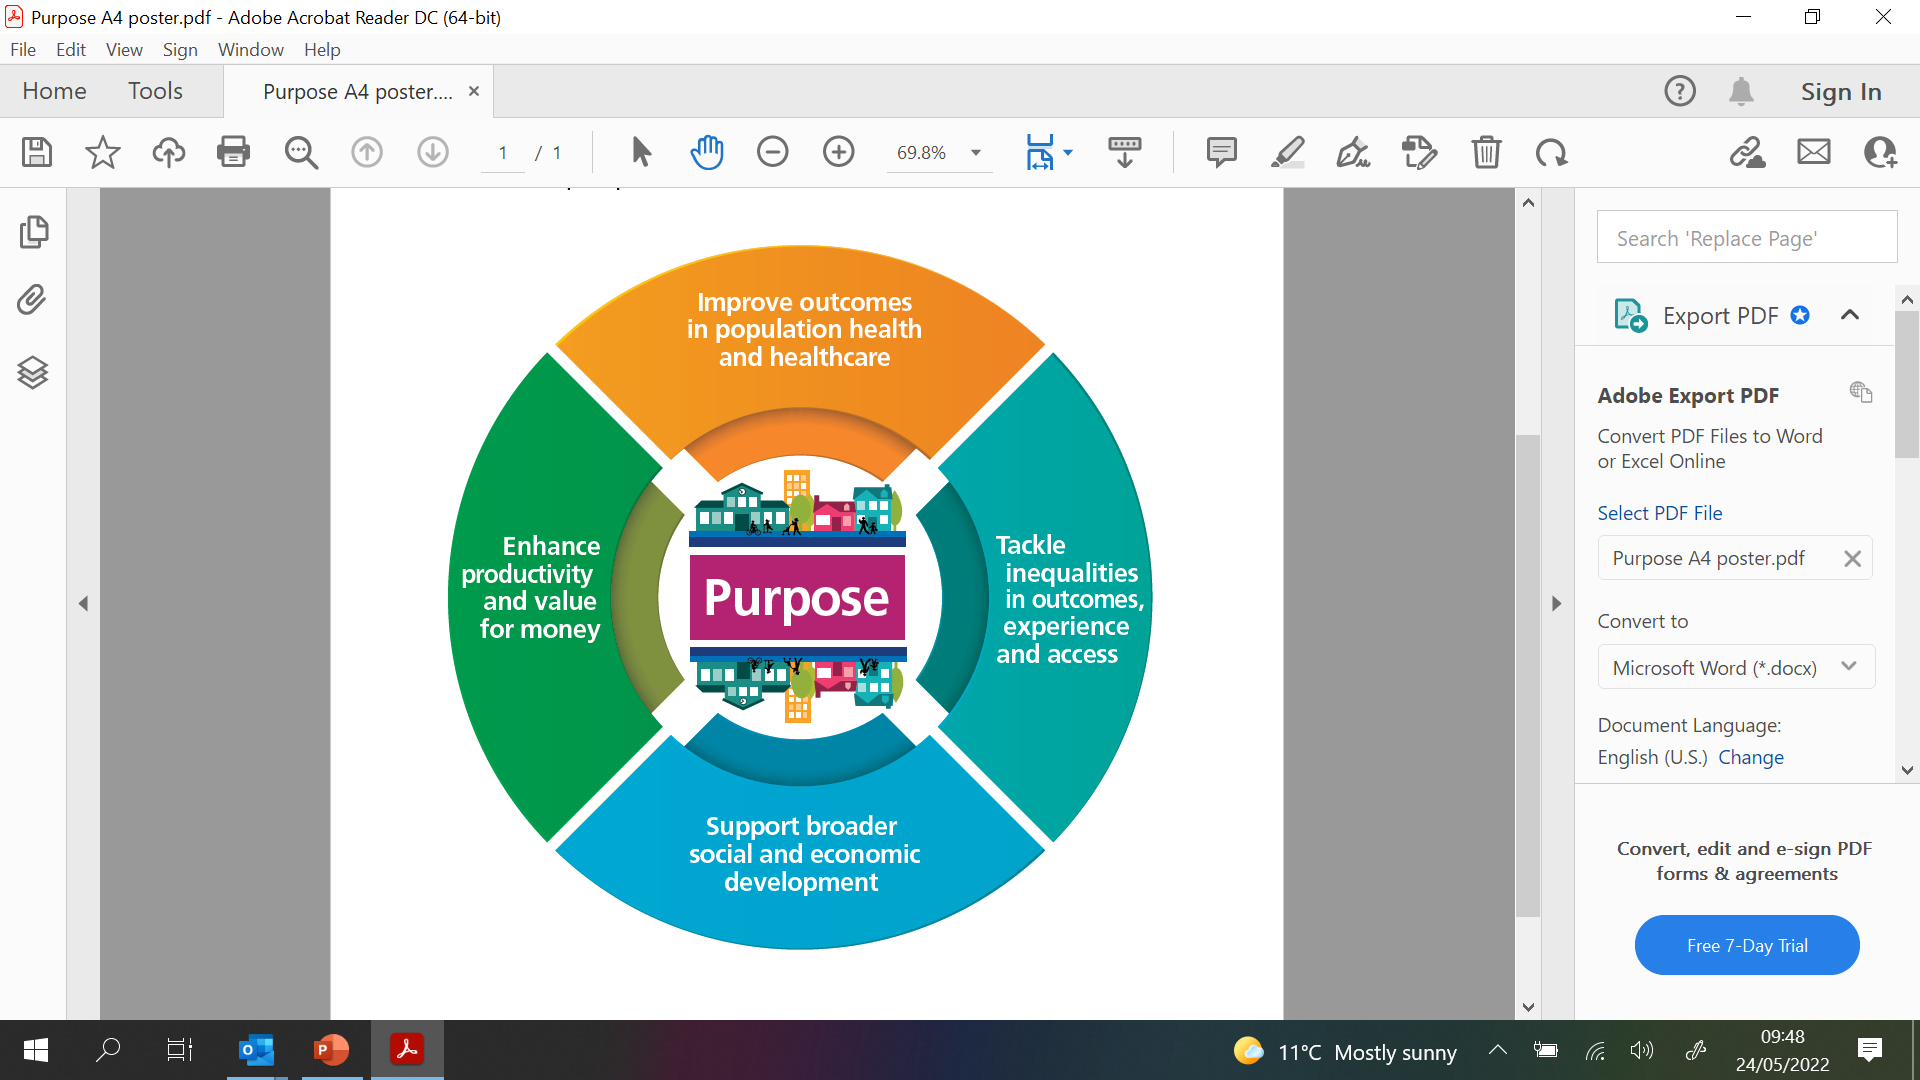 Purpose A4 poster.pdf - Adobe Acrobat Reader DC (64-bit)
File Edit View Sign Window Help
Home Tools Purpose A4 poster.... × Sign In
1 / 1 69.8%
Search 'Replace Page'
Export PDF
Adobe Export PDF
Convert PDF Files to Word
or Excel Online
Select PDF File
Purpose A4 poster.pdf
Convert to
Microsoft Word (*.docx)
Document Language:
English (U.S.) Change
Convert, edit and e-sign PDF
forms & agreements
Free 7-Day Trial
Improve outcomes
in population health
and healthcare
Enhance
productivity
and value
for money
Purpose
Tackle
inequalities
in outcomes,
experience
and access
Support broader
social and economic
development
11°C Mostly sunny
09:48
24/05/2022